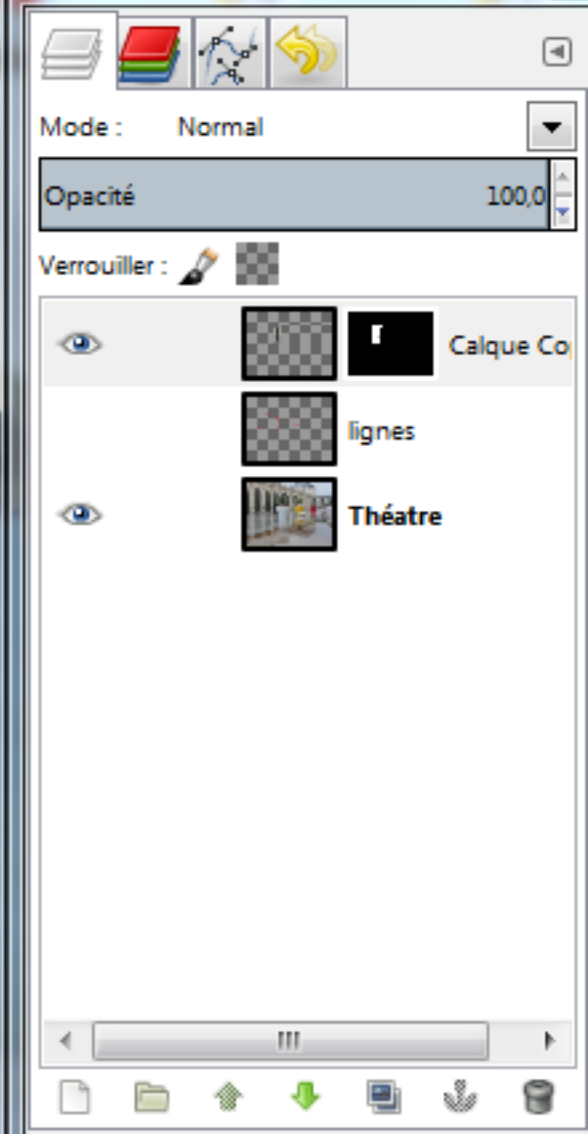 Mode : Normal
Opacité 100,0
Verrouiller :
Calque Co
lignes
Théatre